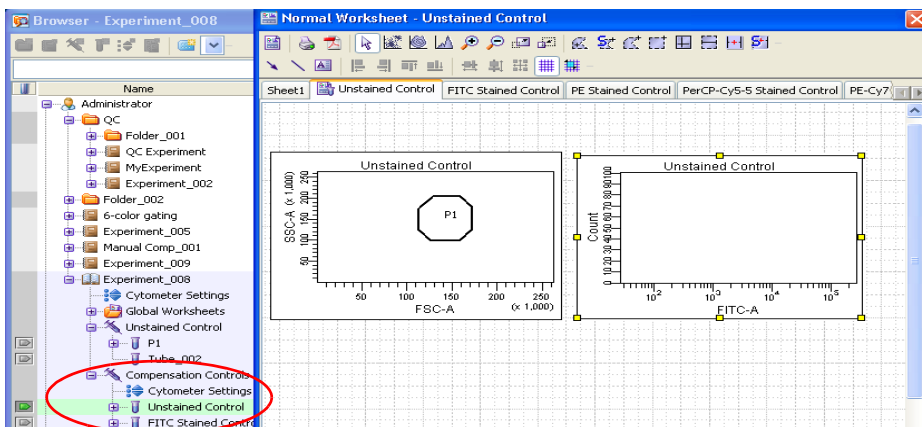 Browser - Experiment_008
Name
Administrator
QC
Folder_001
QC Experiment
MyExperiment
Experiment_002
Folder_002
6-color gating
Experiment_005
Manual Comp_001
Experiment_009
Experiment_008
Cytometer Settings
Global Worksheets
Unstained Control
P1
Tube_002
Compensation Controls
Cytometer Settings
Unstained Control
FITC Stained Contro
Normal Worksheet - Unstained Control
Sheet1 Unstained Control FITC Stained Control PE Stained Control PerCP-Cy5-5 Stained Control PE-Cy7
Unstained Control
SSC-A (x 1,000)
50 100 150 200 250
P1
50 100 150 200 250
FSC-A (x 1,000)
Unstained Control
Count
0 10 20 30 40 50 60 70 80 90 100
10² 10³ 10⁴ 10⁵
FITC-A